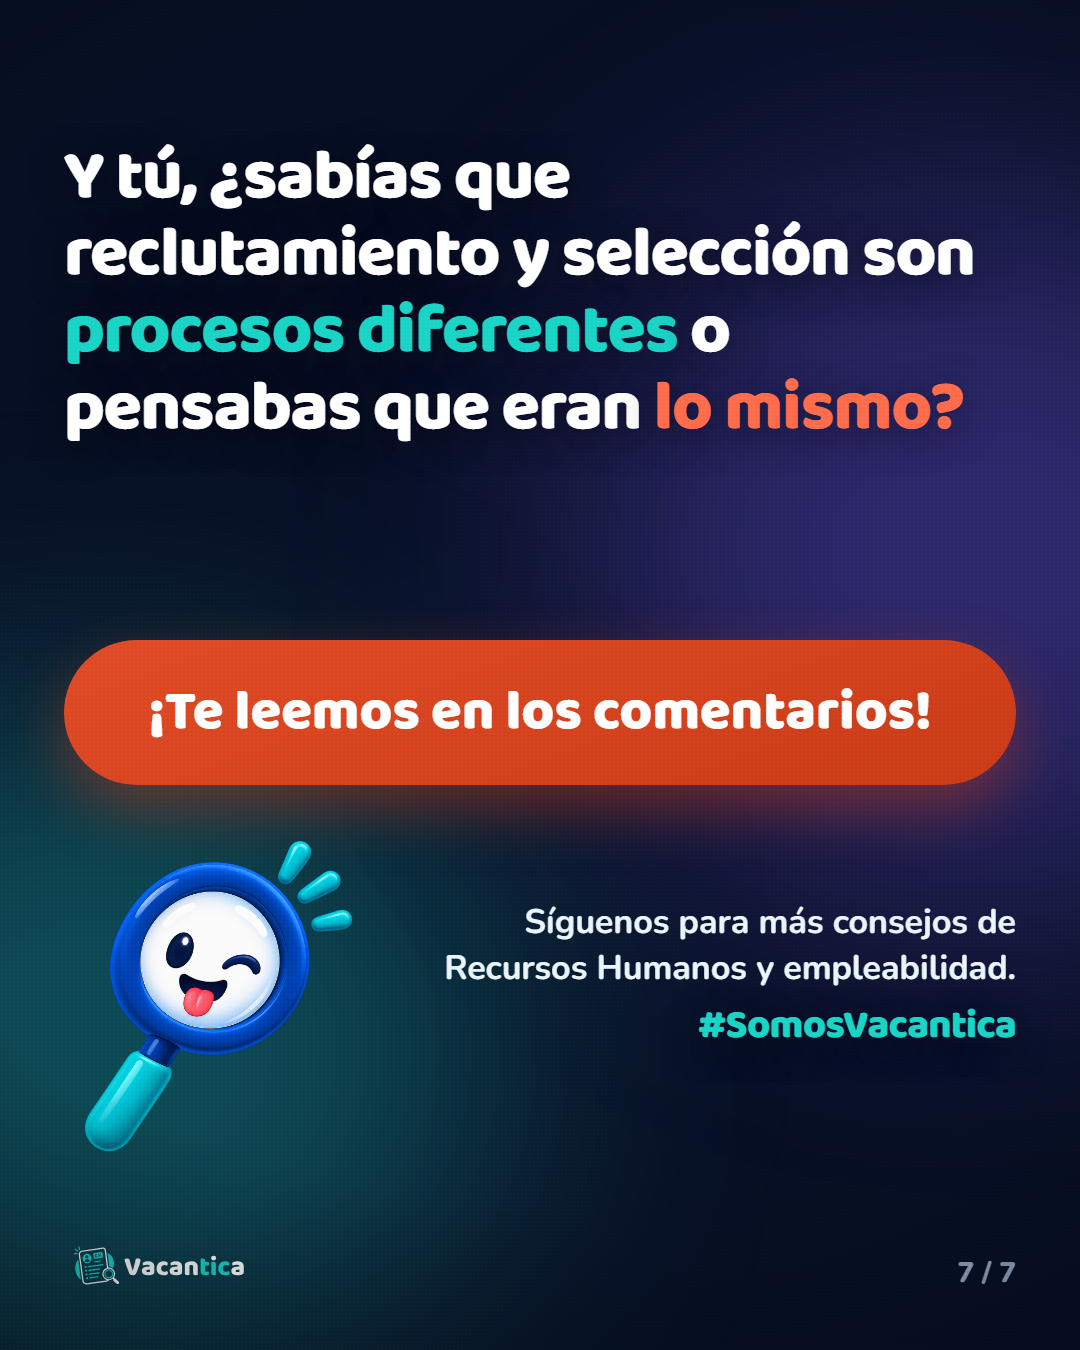 Y tú, ¿sabías que
reclutamiento y selección son
procesos diferentes o
pensabas que eran lo mismo?
¡Te leemos en los comentarios!
Síguenos para más consejos de
Recursos Humanos y empleabilidad.
#SomosVacantica
Vacantica
7 / 7